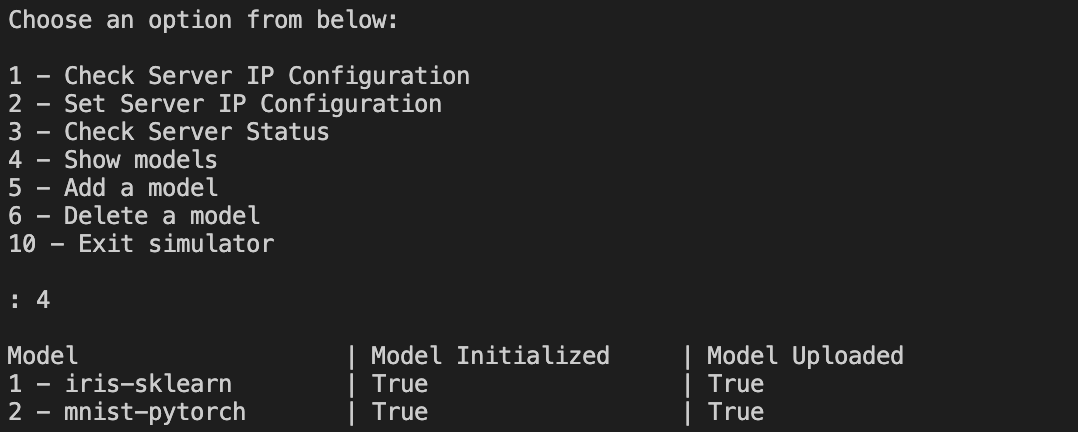 Choose an option from below:
1 - Check Server IP Configuration
2 - Set Server IP Configuration
3 - Check Server Status
4 - Show models
5 - Add a model
6 - Delete a model
10 - Exit simulator
: 4
Model | Model Initialized | Model Uploaded
1 - iris-sklearn | True | True
2 - mnist-pytorch | True | True